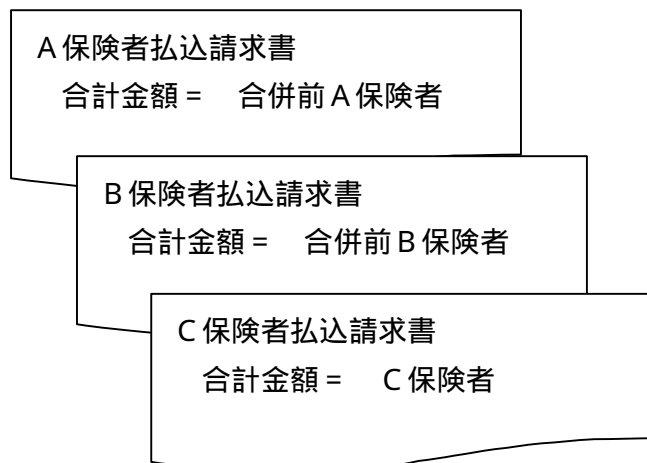 A保険者払込請求書
合計金額＝　合併前A保険者
B保険者払込請求書
合計金額＝　合併前B保険者
C保険者払込請求書
合計金額＝　C保険者